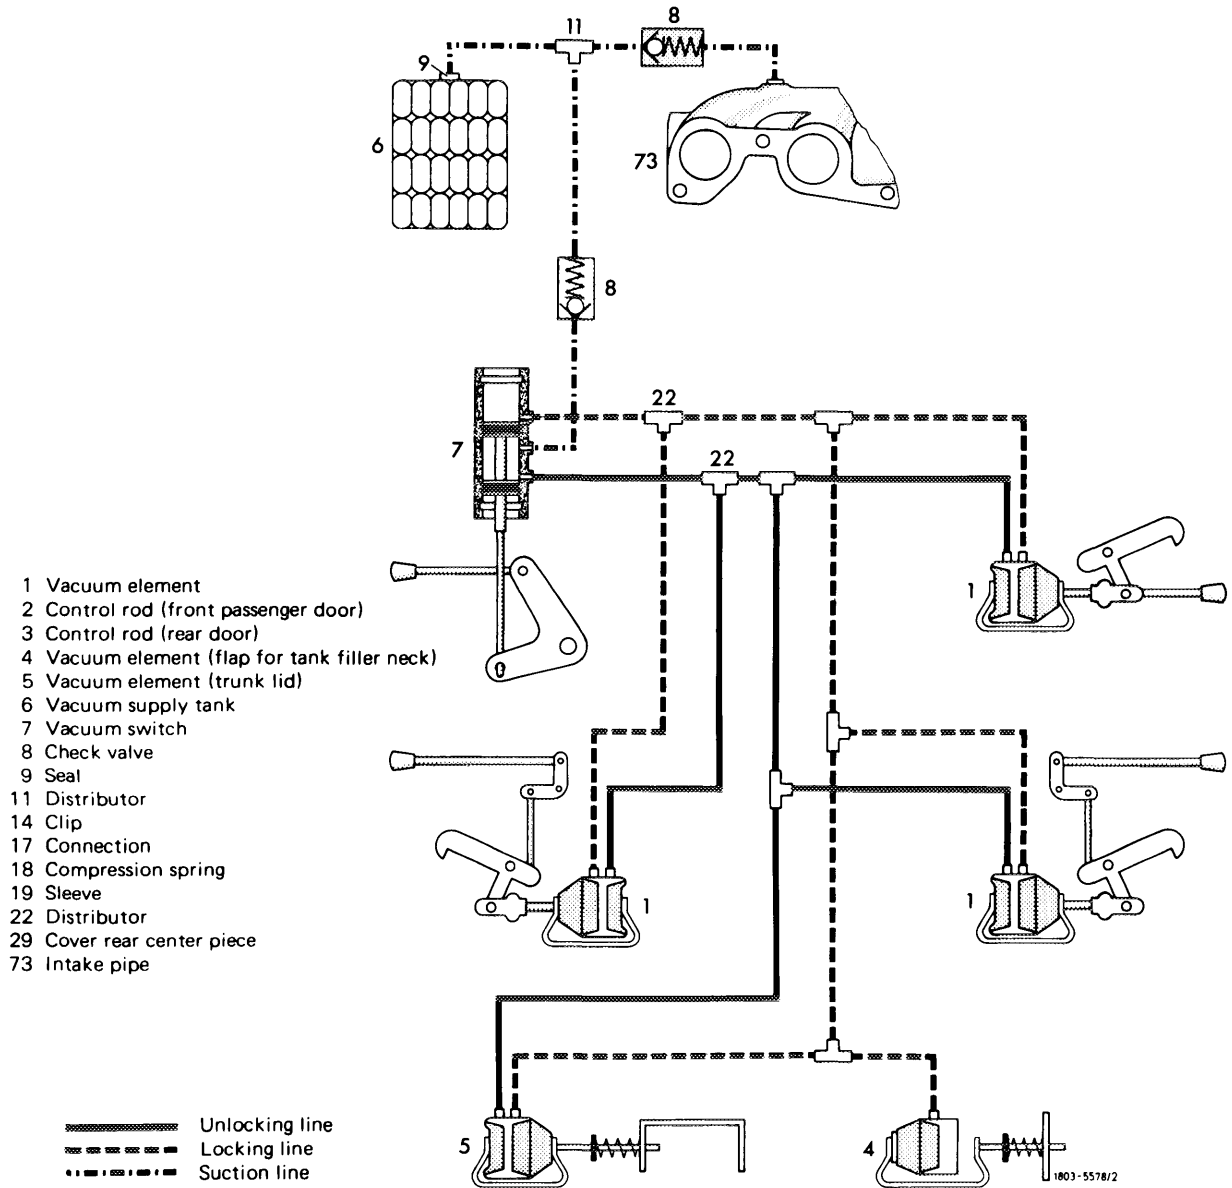 11
8
9
6
73
8
22
7
22
1 Vacuum element
2 Control rod (front passenger door)
3 Control rod (rear door)
4 Vacuum element (flap for tank filler neck)
5 Vacuum element (trunk lid)
6 Vacuum supply tank
7 Vacuum switch
8 Check valve
9 Seal
11 Distributor
14 Clip
17 Connection
18 Compression spring
19 Sleeve
22 Distributor
29 Cover rear center piece
73 Intake pipe
1
1
1
5
4
Unlocking line
Locking line
Suction line
1803-5578/2